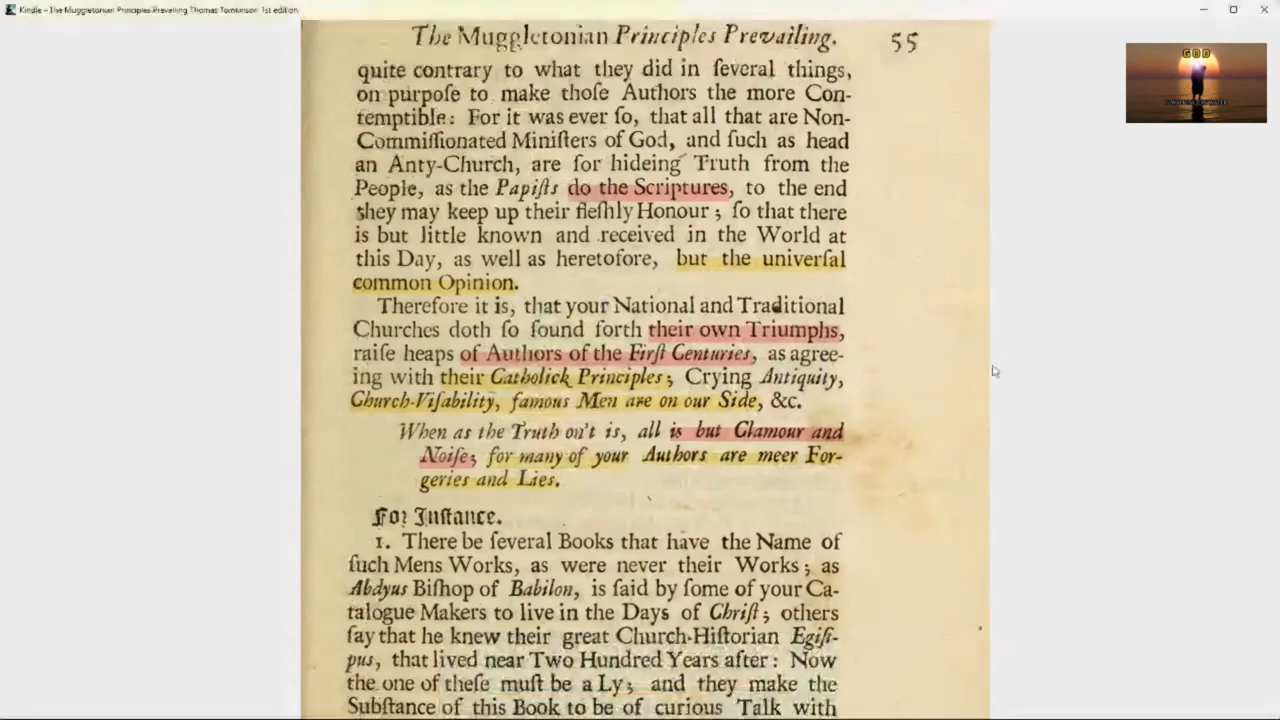 Kindle - The Muggletonian Principles Prevailing Thomas Tomkinson 1st edition
GOD
The Muggletonian Principles Prevailing. 55
quite contrary to what they did in ſeveral things,
on purpoſe to make thoſe Authors the more Con-
temptible: For it was ever ſo, that all that are Non-
Commiſſionated Miniſters of God, and ſuch as head
an Anty-Church, are for hideing Truth from the
People, as the Papiſts do the Scriptures, to the end
they may keep up their fleſhly Honour; ſo that there
is but little known and received in the World at
this Day, as well as heretofore, but the univerſal
common Opinion.
Therefore it is, that your National and Traditional
Churches doth ſo ſound forth their own Triumphs,
raiſe heaps of Authors of the Firſt Centuries, as agree-
ing with their Catholick Principles; Crying Antiquity,
Church-Viſability, famous Men are on our Side, &c.
When as the Truth on't is, all is but Clamour and
Noiſe; for many of your Authors are meer For-
geries and Lies.
For Inſtance.
1. There be ſeveral Books that have the Name of
ſuch Mens Works, as were never their Works; as
Abdyus Biſhop of Babilon, is ſaid by ſome of your Ca-
talogue Makers to live in the Days of Chriſt; others
ſay that he knew their great Church-Hiſtorian Egiſ-
pus, that lived near Two Hundred Years after: Now
the one of theſe muſt be a Ly; and they make the
Subſtance of this Book to be of curious Talk with